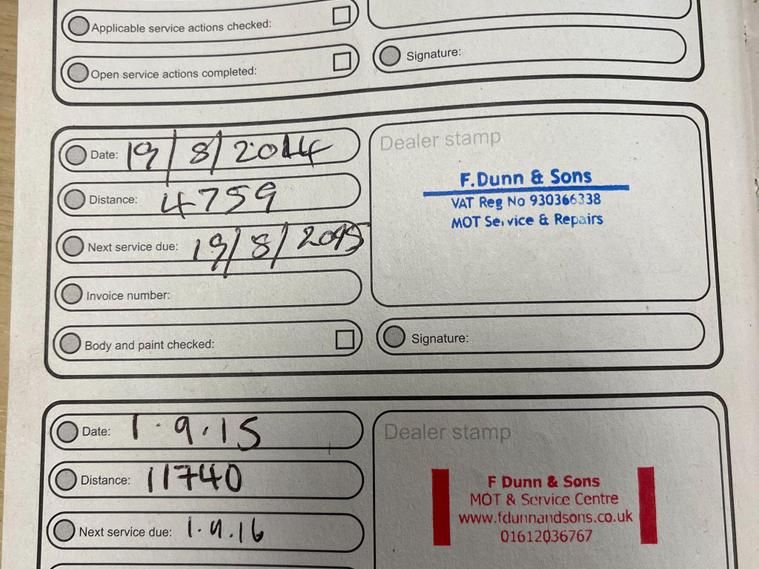 Applicable service actions checked:
Open service actions completed:
Signature:
Date: 19/8/2014
Distance: 4759
Next service due: 19/8/2015
Invoice number:
Body and paint checked:
Dealer stamp
F.Dunn & Sons
VAT Reg No 930366338
MOT Service & Repairs
Signature:
Date: 1.9.15
Distance: 11740
Next service due: 1.9.16
Dealer stamp
F Dunn & Sons
MOT & Service Centre
www.fdunnandsons.co.uk
01612036767